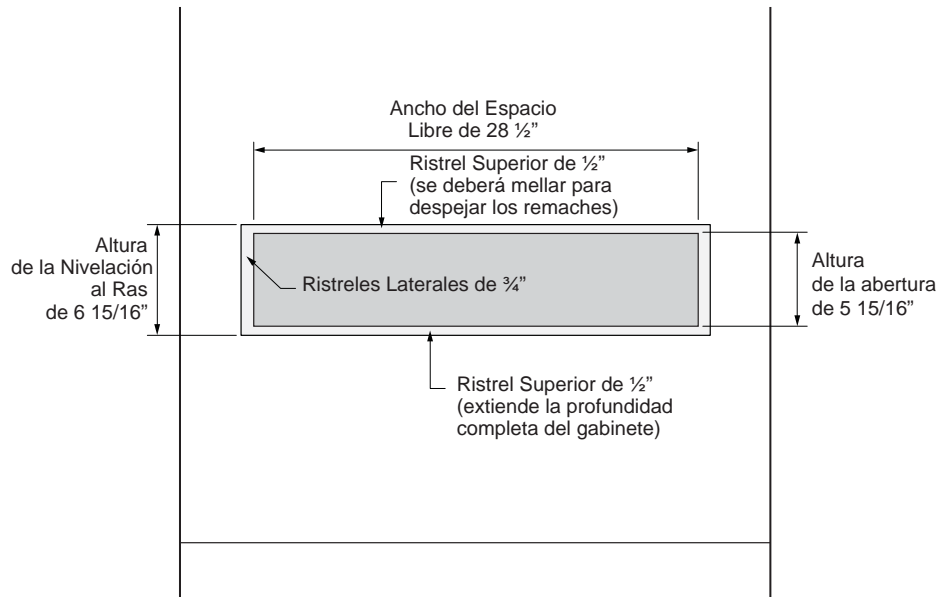 Ancho del Espacio
Libre de 28 ½”
Ristrel Superior de ½”
(se deberá mellar para
despejar los remaches)
Altura
de la Nivelación
al Ras
de 6 15/16”
Ristreles Laterales de ¾”
Altura
de la abertura
de 5 15/16”
Ristrel Superior de ½”
(extiende la profundidad
completa del gabinete)